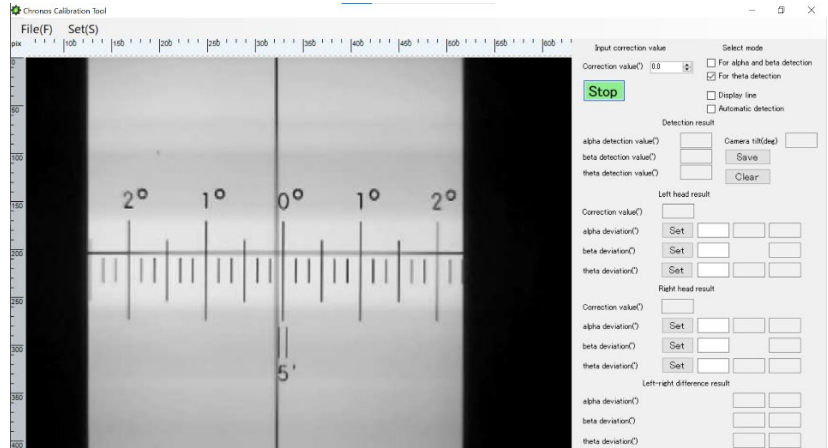 Chronos Calibration Tool
File(F) Set(S)
pix 100 150 200 250 300 350 400 450 500 550 600
0
50
100
150
200
250
300
350
400
2° 1° 0° 1° 2°
5'
Input correction value
Select mode
Correction value(") 0.0
For alpha and beta detection
For theta detection
Stop
Display line
Automatic detection
Detection result
alpha detection value(") Camera tilt(deg)
beta detection value(") Save
theta detection value(") Clear
Left head result
Correction value(")
alpha deviation(") Set
beta deviation(") Set
theta deviation(") Set
Right head result
Correction value(")
alpha deviation(") Set
beta deviation(") Set
theta deviation(") Set
Left-right difference result
alpha deviation(")
beta deviation(")
theta deviation(")